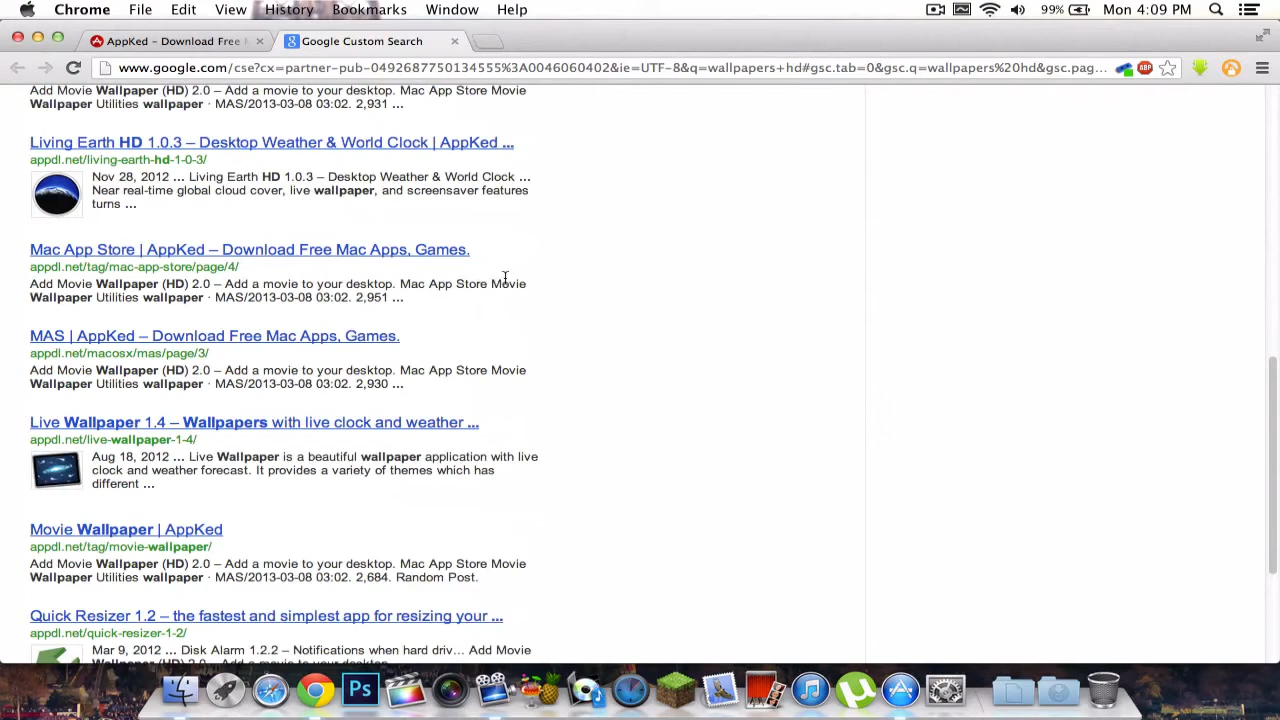 Chrome File Edit View History Bookmarks Window Help 99% Mon 4:09 PM
AppKed – Download Free
Google Custom Search
www.google.com/cse?cx=partner-pub-0492687750134555%3A0046060402&ie=UTF-8&q=wallpapers+hd#gsc.tab=0&gsc.q=wallpapers%20hd&gsc.pag...
ABP
Add Movie Wallpaper (HD) 2.0 – Add a movie to your desktop. Mac App Store Movie
Wallpaper Utilities wallpaper · MAS/2013-03-08 03:02. 2,931 ...
Living Earth HD 1.0.3 – Desktop Weather & World Clock | AppKed ...
appdl.net/living-earth-hd-1-0-3/
Nov 28, 2012 ... Living Earth HD 1.0.3 – Desktop Weather & World Clock ...
Near real-time global cloud cover, live wallpaper, and screensaver features
turns ...
Mac App Store | AppKed – Download Free Mac Apps, Games.
appdl.net/tag/mac-app-store/page/4/
Add Movie Wallpaper (HD) 2.0 – Add a movie to your desktop. Mac App Store Movie
Wallpaper Utilities wallpaper · MAS/2013-03-08 03:02. 2,951 ...
MAS | AppKed – Download Free Mac Apps, Games.
appdl.net/macosx/mas/page/3/
Add Movie Wallpaper (HD) 2.0 – Add a movie to your desktop. Mac App Store Movie
Wallpaper Utilities wallpaper · MAS/2013-03-08 03:02. 2,930 ...
Live Wallpaper 1.4 – Wallpapers with live clock and weather ...
appdl.net/live-wallpaper-1-4/
Aug 18, 2012 ... Live Wallpaper is a beautiful wallpaper application with live
clock and weather forecast. It provides a variety of themes which has
different ...
Movie Wallpaper | AppKed
appdl.net/tag/movie-wallpaper/
Add Movie Wallpaper (HD) 2.0 – Add a movie to your desktop. Mac App Store Movie
Wallpaper Utilities wallpaper · MAS/2013-03-08 03:02. 2,684. Random Post.
Quick Resizer 1.2 – the fastest and simplest app for resizing your ...
appdl.net/quick-resizer-1-2/
Mar 9, 2012 ... Disk Alarm 1.2.2 – Notifications when hard driv... Add Movie
Wallpaper (HD) 2.0 – Add a movie to your desktop
Ps